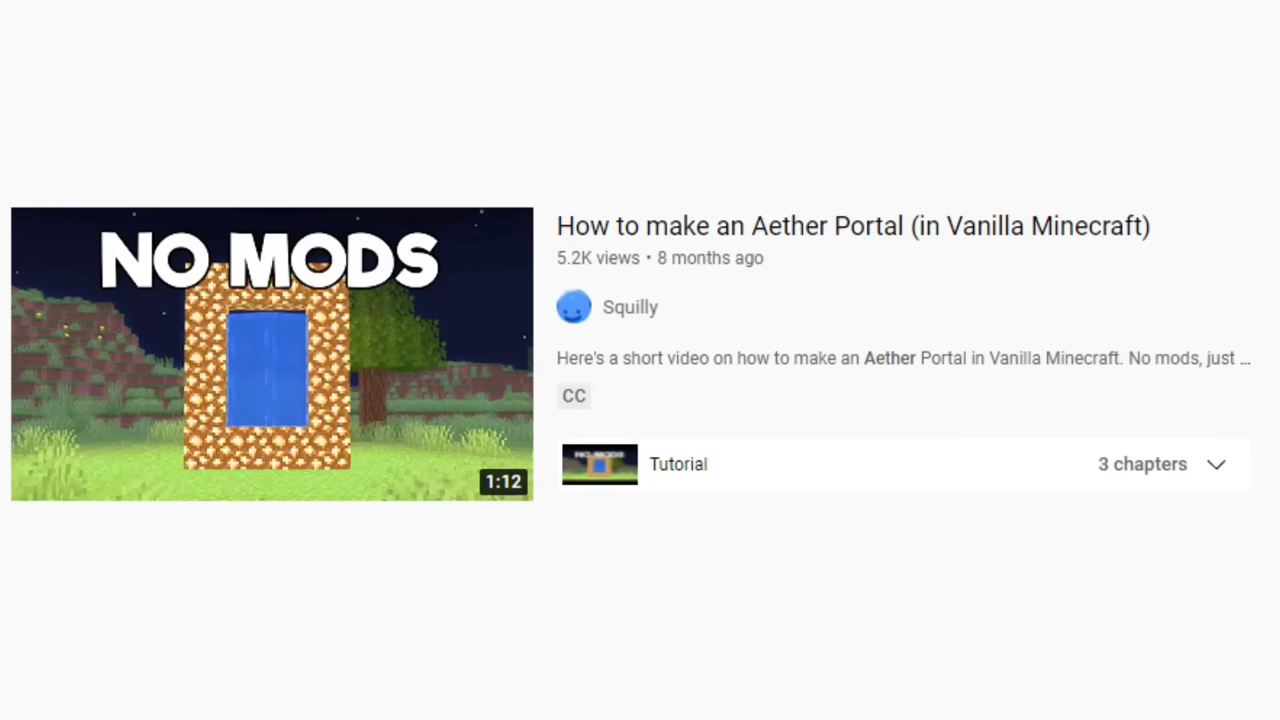 NO MODS
1:12
How to make an Aether Portal (in Vanilla Minecraft)
5.2K views • 8 months ago
Squilly
Here's a short video on how to make an Aether Portal in Vanilla Minecraft. No mods, just ...
CC
NO MODS
Tutorial
3 chapters